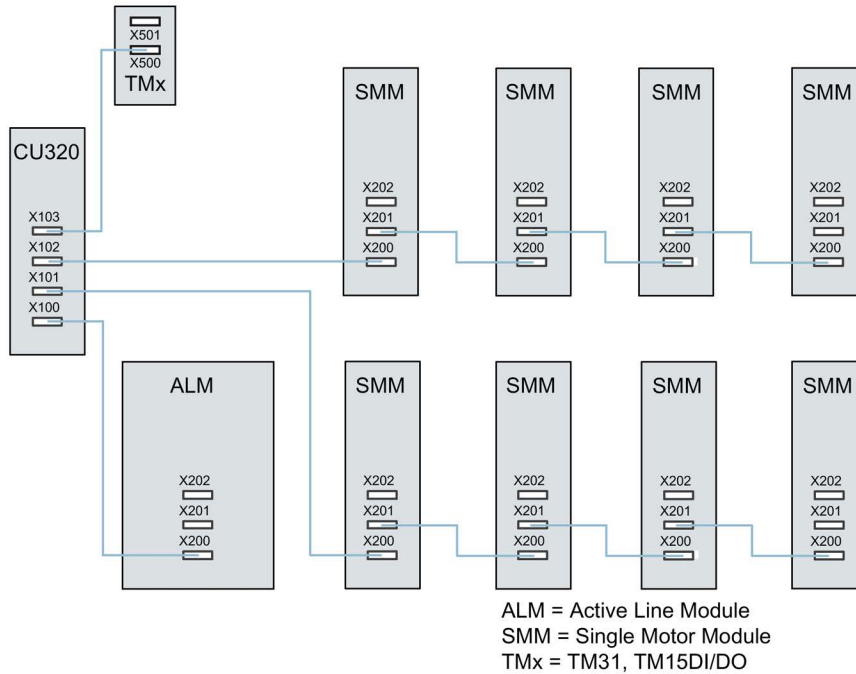 X501
X500
TMx
CU320
X103
X102
X101
X100
SMM
X202
X201
X200
SMM
X202
X201
X200
SMM
X202
X201
X200
SMM
X202
X201
X200
ALM
X202
X201
X200
SMM
X202
X201
X200
SMM
X202
X201
X200
SMM
X202
X201
X200
SMM
X202
X201
X200
ALM = Active Line Module
SMM = Single Motor Module
TMx = TM31, TM15DI/DO